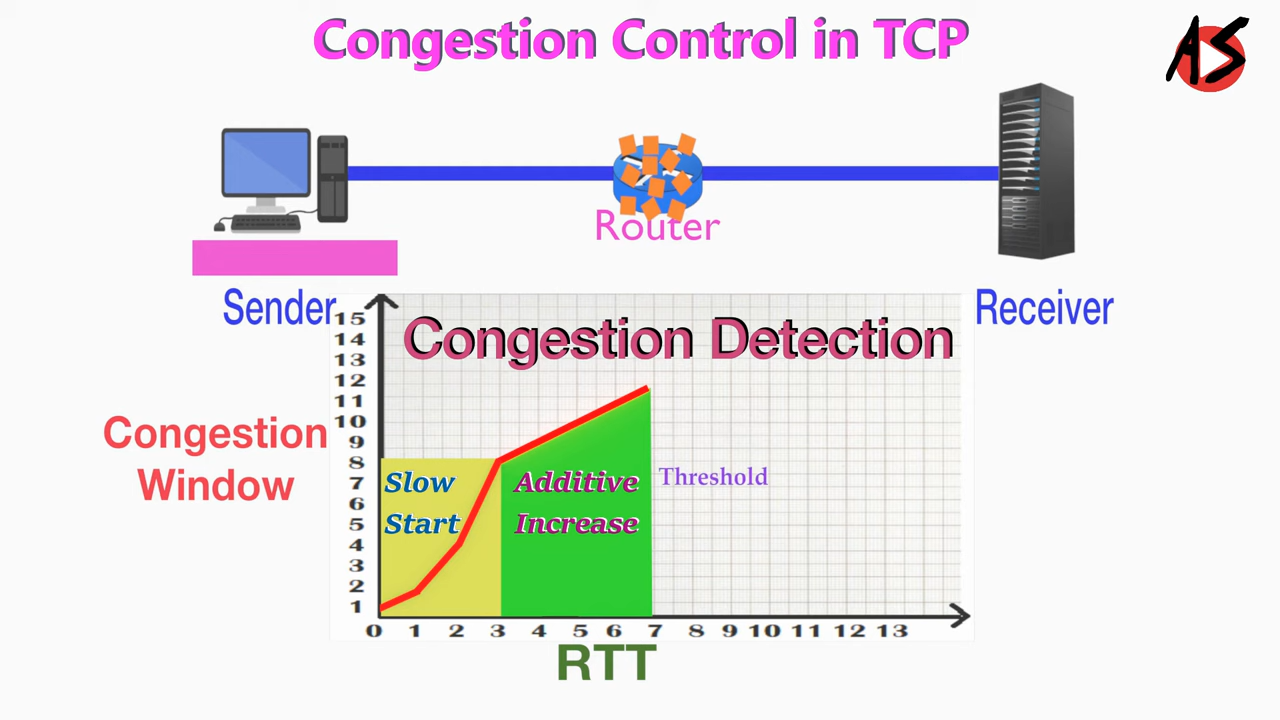 Congestion Control in TCP
AS
Router
Sender
Receiver
Congestion Detection
15
14
13
12
11
10
9
8
7
6
5
4
3
2
1
Congestion
Window
Slow
Start
Additive
Increase
Threshold
0 1 2 3 4 5 6 7 8 9 10 11 12 13
RTT